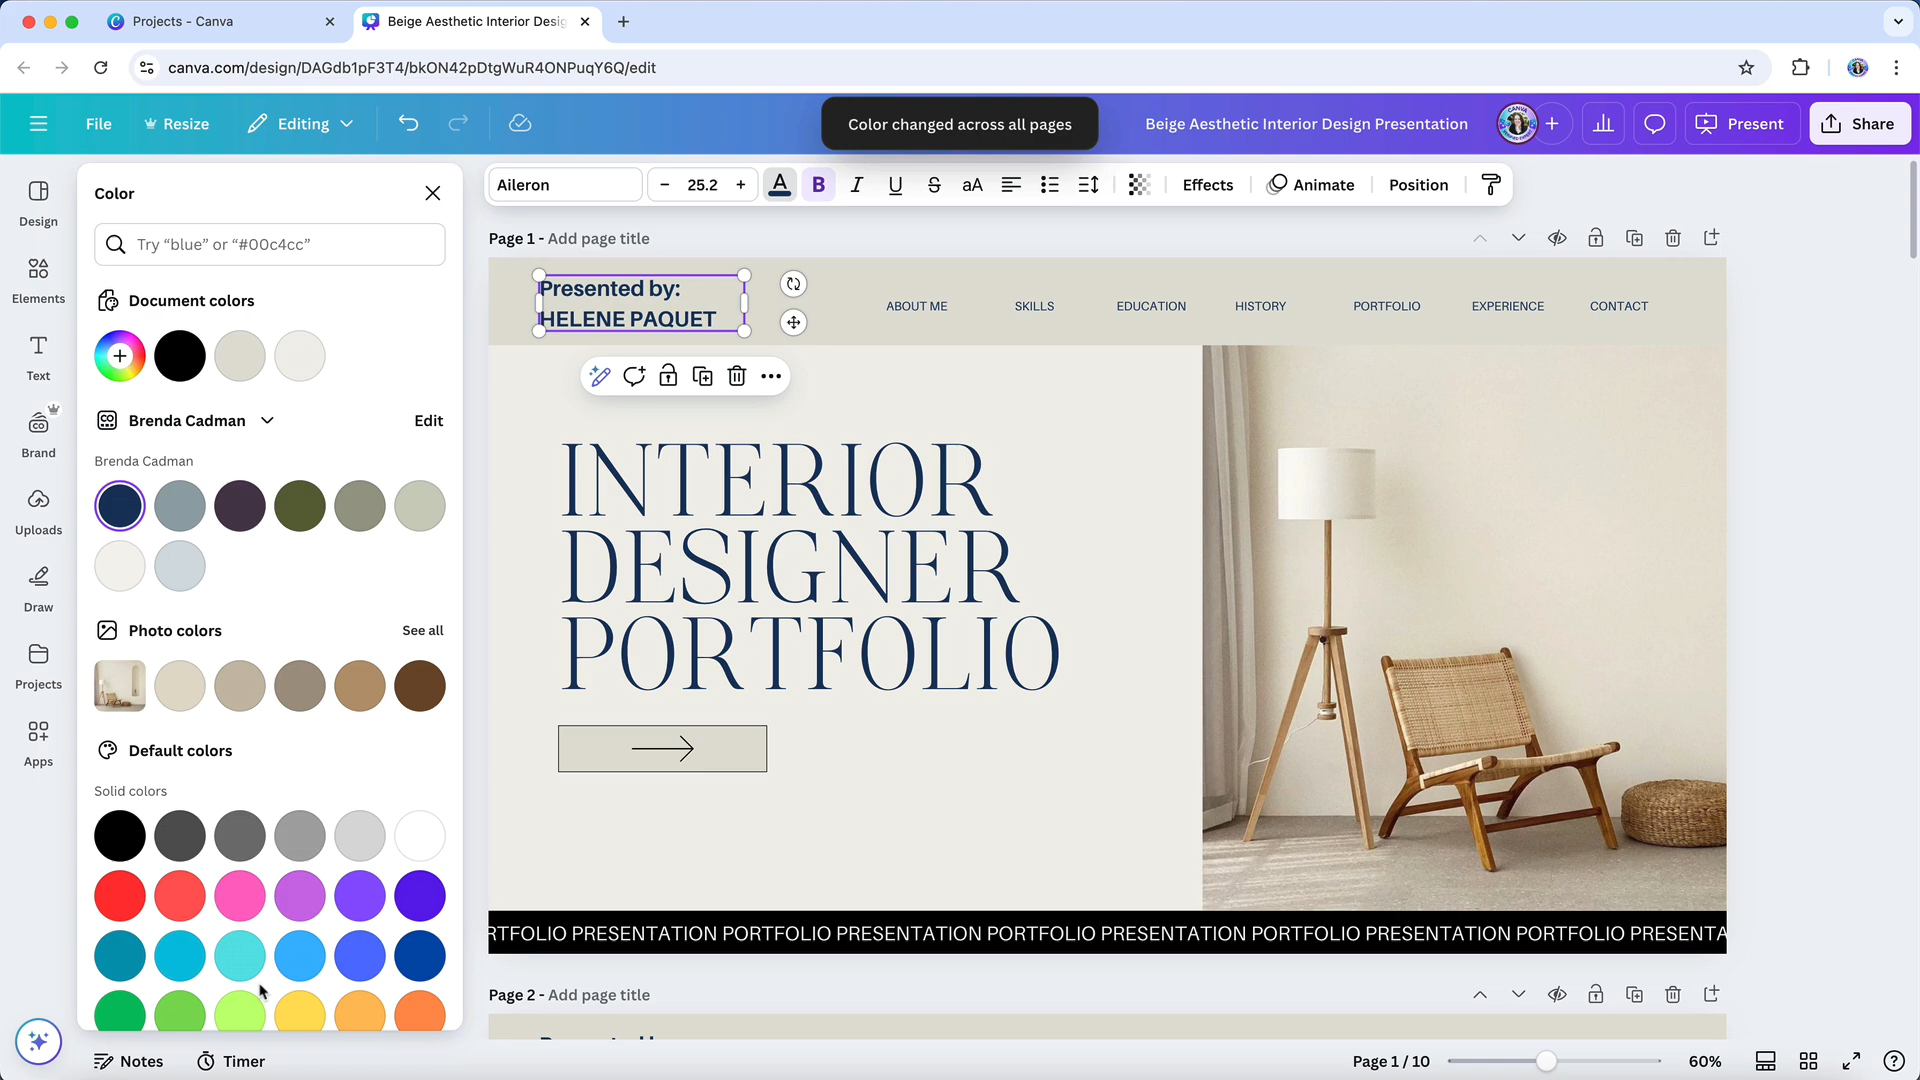 Projects - Canva
Beige Aesthetic Interior Desig
canva.com/design/DAGdb1pF3T4/bkON42pDtgWuR4ONPuqY6Q/edit
File
Resize
Editing
Color changed across all pages
Beige Aesthetic Interior Design Presentation
Present
Share
Design
Elements
Text
Brand
Uploads
Draw
Projects
Apps
Color
Try “blue” or “#00c4cc”
Document colors
Brenda Cadman
Edit
Brenda Cadman
Photo colors
See all
Default colors
Solid colors
Aileron
– 25.2 +
A B I U S aA
Effects
Animate
Position
Page 1 - Add page title
Presented by:
HELENE PAQUET
ABOUT ME
SKILLS
EDUCATION
HISTORY
PORTFOLIO
EXPERIENCE
CONTACT
INTERIOR
DESIGNER
PORTFOLIO
RTFOLIO PRESENTATION PORTFOLIO PRESENTATION PORTFOLIO PRESENTATION PORTFOLIO PRESENTATION PORTFOLIO PRESENTA
Page 2 - Add page title
Notes
Timer
Page 1 / 10
60%